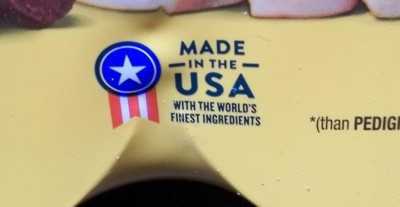 MADE
IN THE
USA
WITH THE WORLD'S
FINEST INGREDIENTS
*(than PEDIG